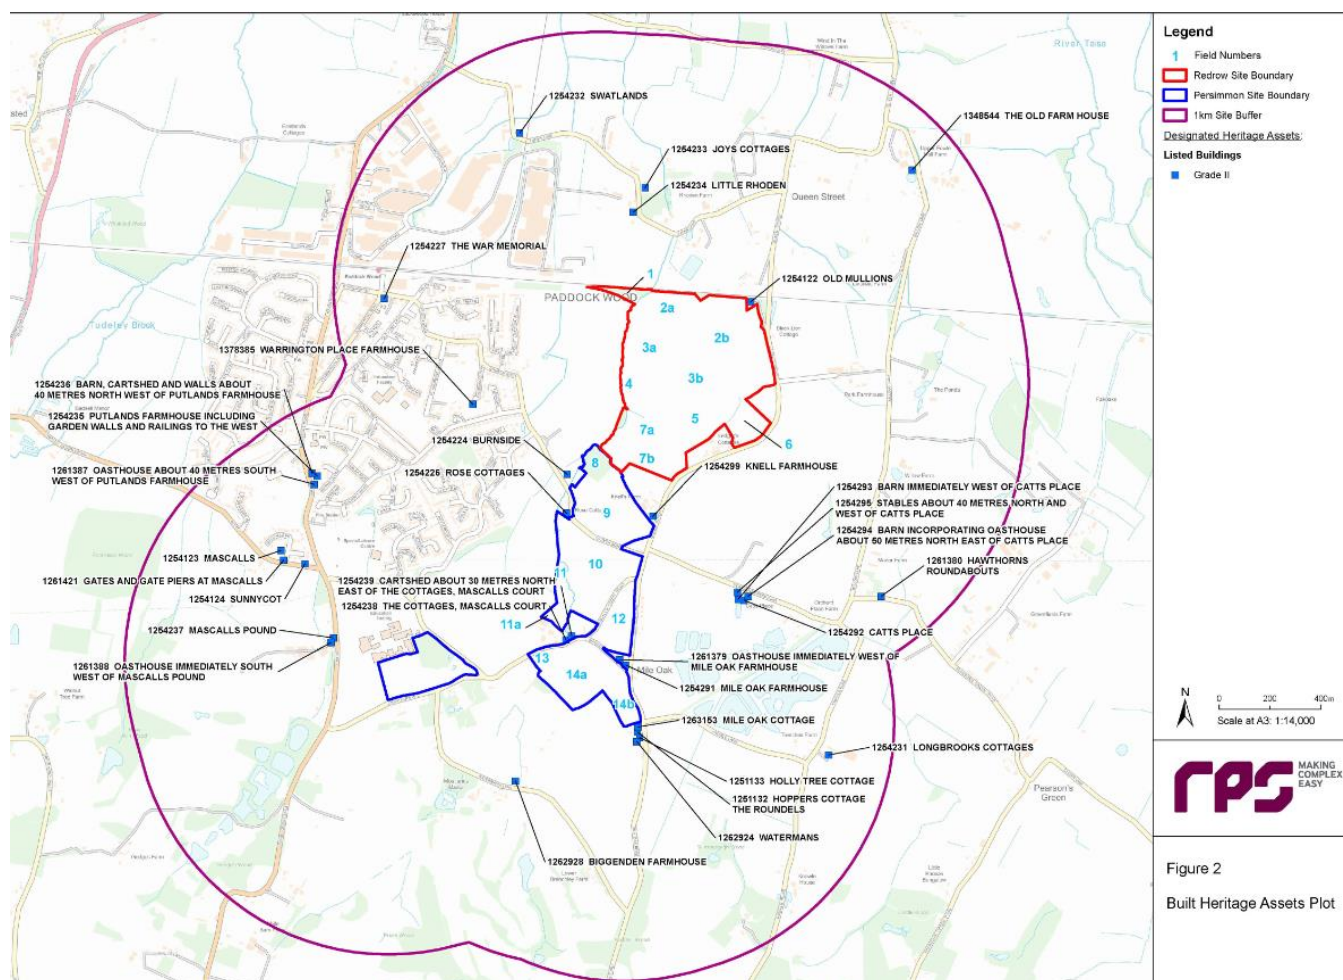 River Teise
1254232 SWATLANDS
1348544 THE OLD FARM HOUSE
1254233 JOYS COTTAGES
1254234 LITTLE RHODEN
Queen Street
1254227 THE WAR MEMORIAL
1
1254122 OLD MULLIONS
PADDOCK WOOD
2a
Tudeley Brook
2b
1378385 WARRINGTON PLACE FARMHOUSE
3a
1254236 BARN, CARTSHED AND WALLS ABOUT
40 METRES NORTH WEST OF PUTLANDS FARMHOUSE
3b
4
1254235 PUTLANDS FARMHOUSE INCLUDING
GARDEN WALLS AND RAILINGS TO THE WEST
5
7a
6
1254224 BURNSIDE
7b
8
1254299 KNELL FARMHOUSE
1261387 OASTHOUSE ABOUT 40 METRES SOUTH
WEST OF PUTLANDS FARMHOUSE
1254226 ROSE COTTAGES
1254293 BARN IMMEDIATELY WEST OF CATTS PLACE
1254295 STABLES ABOUT 40 METRES NORTH AND
WEST OF CATTS PLACE
9
1254294 BARN INCORPORATING OASTHOUSE
ABOUT 50 METRES NORTH EAST OF CATTS PLACE
1254123 MASCALLS
10
1261380 HAWTHORNS
ROUNDABOUTS
1261421 GATES AND GATE PIERS AT MASCALLS
11
1254239 CARTSHED ABOUT 30 METRES NORTH
EAST OF THE COTTAGES, MASCALLS COURT
1254124 SUNNYCOT
1254238 THE COTTAGES, MASCALLS COURT
11a
12
1254237 MASCALLS POUND
1254292 CATTS PLACE
1261388 OASTHOUSE IMMEDIATELY SOUTH
WEST OF MASCALLS POUND
13
1261379 OASTHOUSE IMMEDIATELY WEST OF
MILE OAK FARMHOUSE
Mile Oak
14a
1254291 MILE OAK FARMHOUSE
14b
1263153 MILE OAK COTTAGE
1254231 LONGBROOKS COTTAGES
1251133 HOLLY TREE COTTAGE
1251132 HOPPERS COTTAGE
THE ROUNDELS
Pearson's
Green
1262924 WATERMANS
1262928 BIGGENDEN FARMHOUSE
Legend
1 Field Numbers
Redrow Site Boundary
Persimmon Site Boundary
1km Site Buffer
Designated Heritage Assets:
Listed Buildings
Grade II
N
0 200 400m
Scale at A3: 1:14,000
rps MAKING
COMPLEX
EASY
Figure 2
Built Heritage Assets Plot